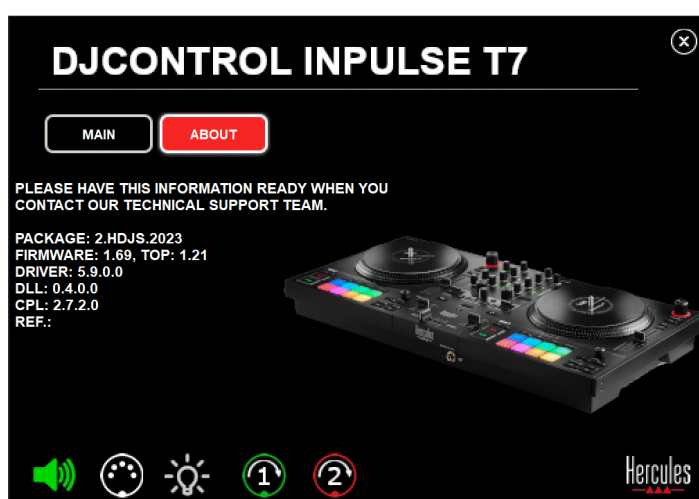 DJCONTROL INPULSE T7
MAIN
ABOUT
PLEASE HAVE THIS INFORMATION READY WHEN YOU
CONTACT OUR TECHNICAL SUPPORT TEAM.
PACKAGE: 2.HDJS.2023
FIRMWARE: 1.69, TOP: 1.21
DRIVER: 5.9.0.0
DLL: 0.4.0.0
CPL: 2.7.2.0
REF.:
1
2
Hercules